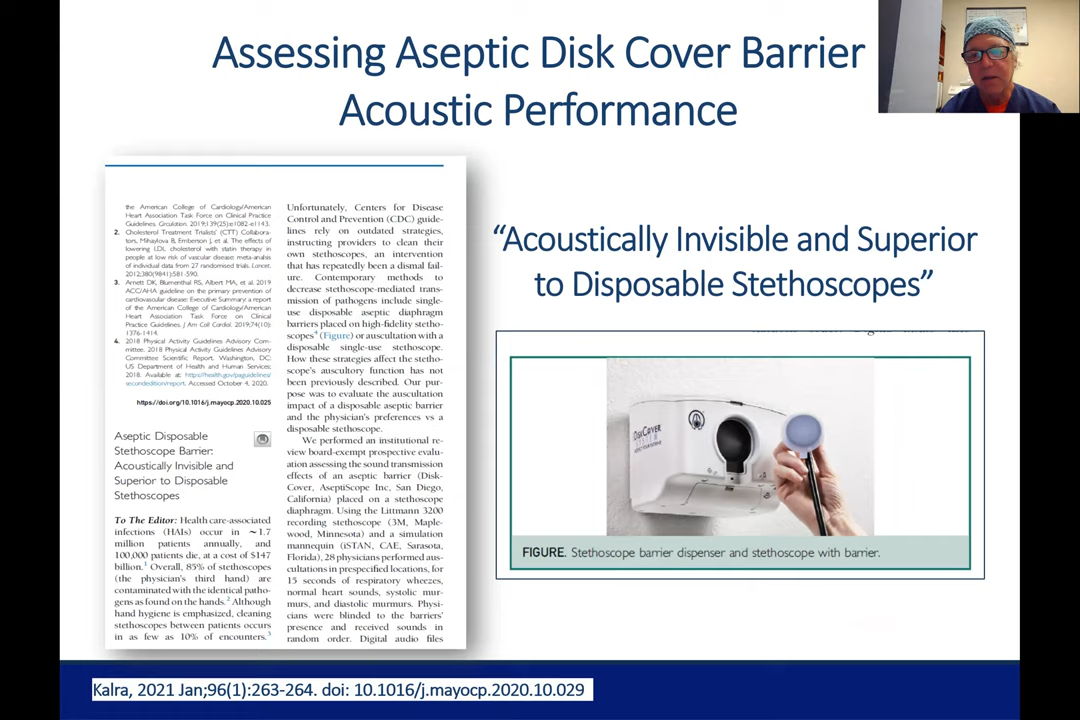 Assessing Aseptic Disk Cover Barrier
Acoustic Performance
the American College of Cardiology/American
Heart Association Task Force on Clinical Practice
Guidelines. Circulation. 2019;139(25):e1082-e1143.
2. Cholesterol Treatment Trialists' (CTT) Collabora-
tors, Mihaylova B, Emberson J, et al. The effects of
lowering LDL cholesterol with statin therapy in
people at low risk of vascular disease: meta-analis
of individual data from 27 randomised trials. Lancet.
2012;380(9841):581-590.
3. Arnett DK, Blumenthal RS, Albert MA, et al. 2019
ACC/AHA guideline on the primary prevention of
cardiovascular disease: Executive Summary: a report
of the American College of Cardiology/American
Heart Association Task Force on Clinical
Practice Guidelines. J Am Coll Cardiol. 2019;74(10):
1376-1414.
4. 2018 Physical Activity Guidelines Advisory Com-
mittee. 2018 Physical Activity Guidelines Advisory
Committee Scientific Report. Washington, DC:
US Department of Health and Human Services;
2018. Available at: https://health.gov/paguidelines/
secondedition/report. Accessed October 4, 2020.
https://doi.org/10.1016/j.mayocp.2020.10.025
Aseptic Disposable
Stethoscope Barrier:
Acoustically Invisible and
Superior to Disposable
Stethoscopes
To The Editor: Health care-associated
infections (HAIs) occur in ~1.7
million patients annually, and
100,000 patients die, at a cost of $147
billion.1 Overall, 85% of stethoscopes
(the physician's third hand) are
contaminated with the identical patho-
gens as found on the hands.2 Although
hand hygiene is emphasized, cleaning
stethoscopes between patients occurs
in as few as 10% of encounters.3
Unfortunately, Centers for Disease
Control and Prevention (CDC) guide-
lines rely on outdated strategies,
instructing providers to clean their
own stethoscopes, an intervention
that has repeatedly been a dismal fail-
ure. Contemporary methods to
decrease stethoscope-mediated trans-
mission of pathogens include single-
use disposable aseptic diaphragm
barriers placed on high-fidelity stetho-
scopes4 (Figure) or auscultation with a
disposable single-use stethoscope.
How these strategies affect the stetho-
scope's auscultory function has not
been previously described. Our pur-
pose was to evaluate the auscultation
impact of a disposable aseptic barrier
and the physician's preferences vs a
disposable stethoscope.
We performed an institutional re-
view board-exempt prospective evalu-
ation assessing the sound transmission
effects of an aseptic barrier (Disk-
Cover, AseptiScope Inc, San Diego,
California) placed on a stethoscope
diaphragm. Using the Littmann 3200
recording stethoscope (3M, Maple-
wood, Minnesota) and a simulation
mannequin (iSTAN, CAE, Sarasota,
Florida), 28 physicians performed aus-
cultations in prespecified locations, for
15 seconds of respiratory wheezes,
normal heart sounds, systolic mur-
murs, and diastolic murmurs. Physi-
cians were blinded to the barriers'
presence and received sounds in
random order. Digital audio files
"Acoustically Invisible and Superior
to Disposable Stethoscopes"
DISKCOVER
SYSTEM
FIGURE. Stethoscope barrier dispenser and stethoscope with barrier.
Kalra, 2021 Jan;96(1):263-264. doi: 10.1016/j.mayocp.2020.10.029